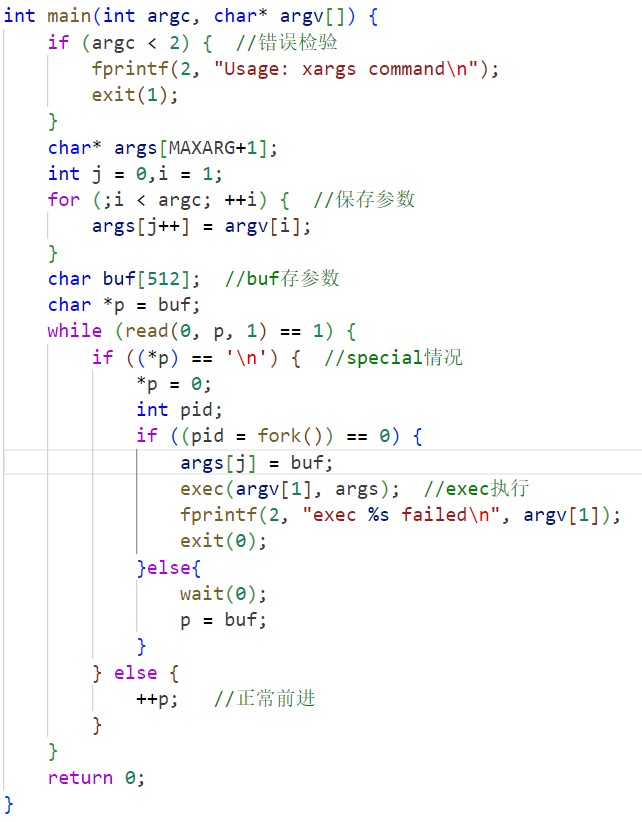 int main(int argc, char* argv[]) {
    if (argc < 2) {  //错误检验
        fprintf(2, "Usage: xargs command\n");
        exit(1);
    }
    char* args[MAXARG+1];
    int j = 0,i = 1;
    for (;i < argc; ++i) {  //保存参数
        args[j++] = argv[i];
    }
    char buf[512];  //buf存参数
    char *p = buf;
    while (read(0, p, 1) == 1) {
        if ((*p) == '\n') {  //special情况
            *p = 0;
            int pid;
            if ((pid = fork()) == 0) {
                args[j] = buf;
                exec(argv[1], args);  //exec执行
                fprintf(2, "exec %s failed\n", argv[1]);
                exit(0);
            }else{
                wait(0);
                p = buf;
            }
        } else {
            ++p;   //正常前进
        }
    }
    return 0;
}